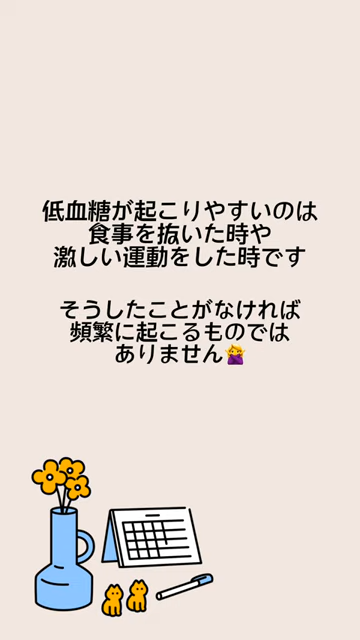 低血糖が起こりやすいのは
食事を抜いた時や
激しい運動をした時です
そうしたことがなければ
頻繁に起こるものでは
ありません🙅‍♀️